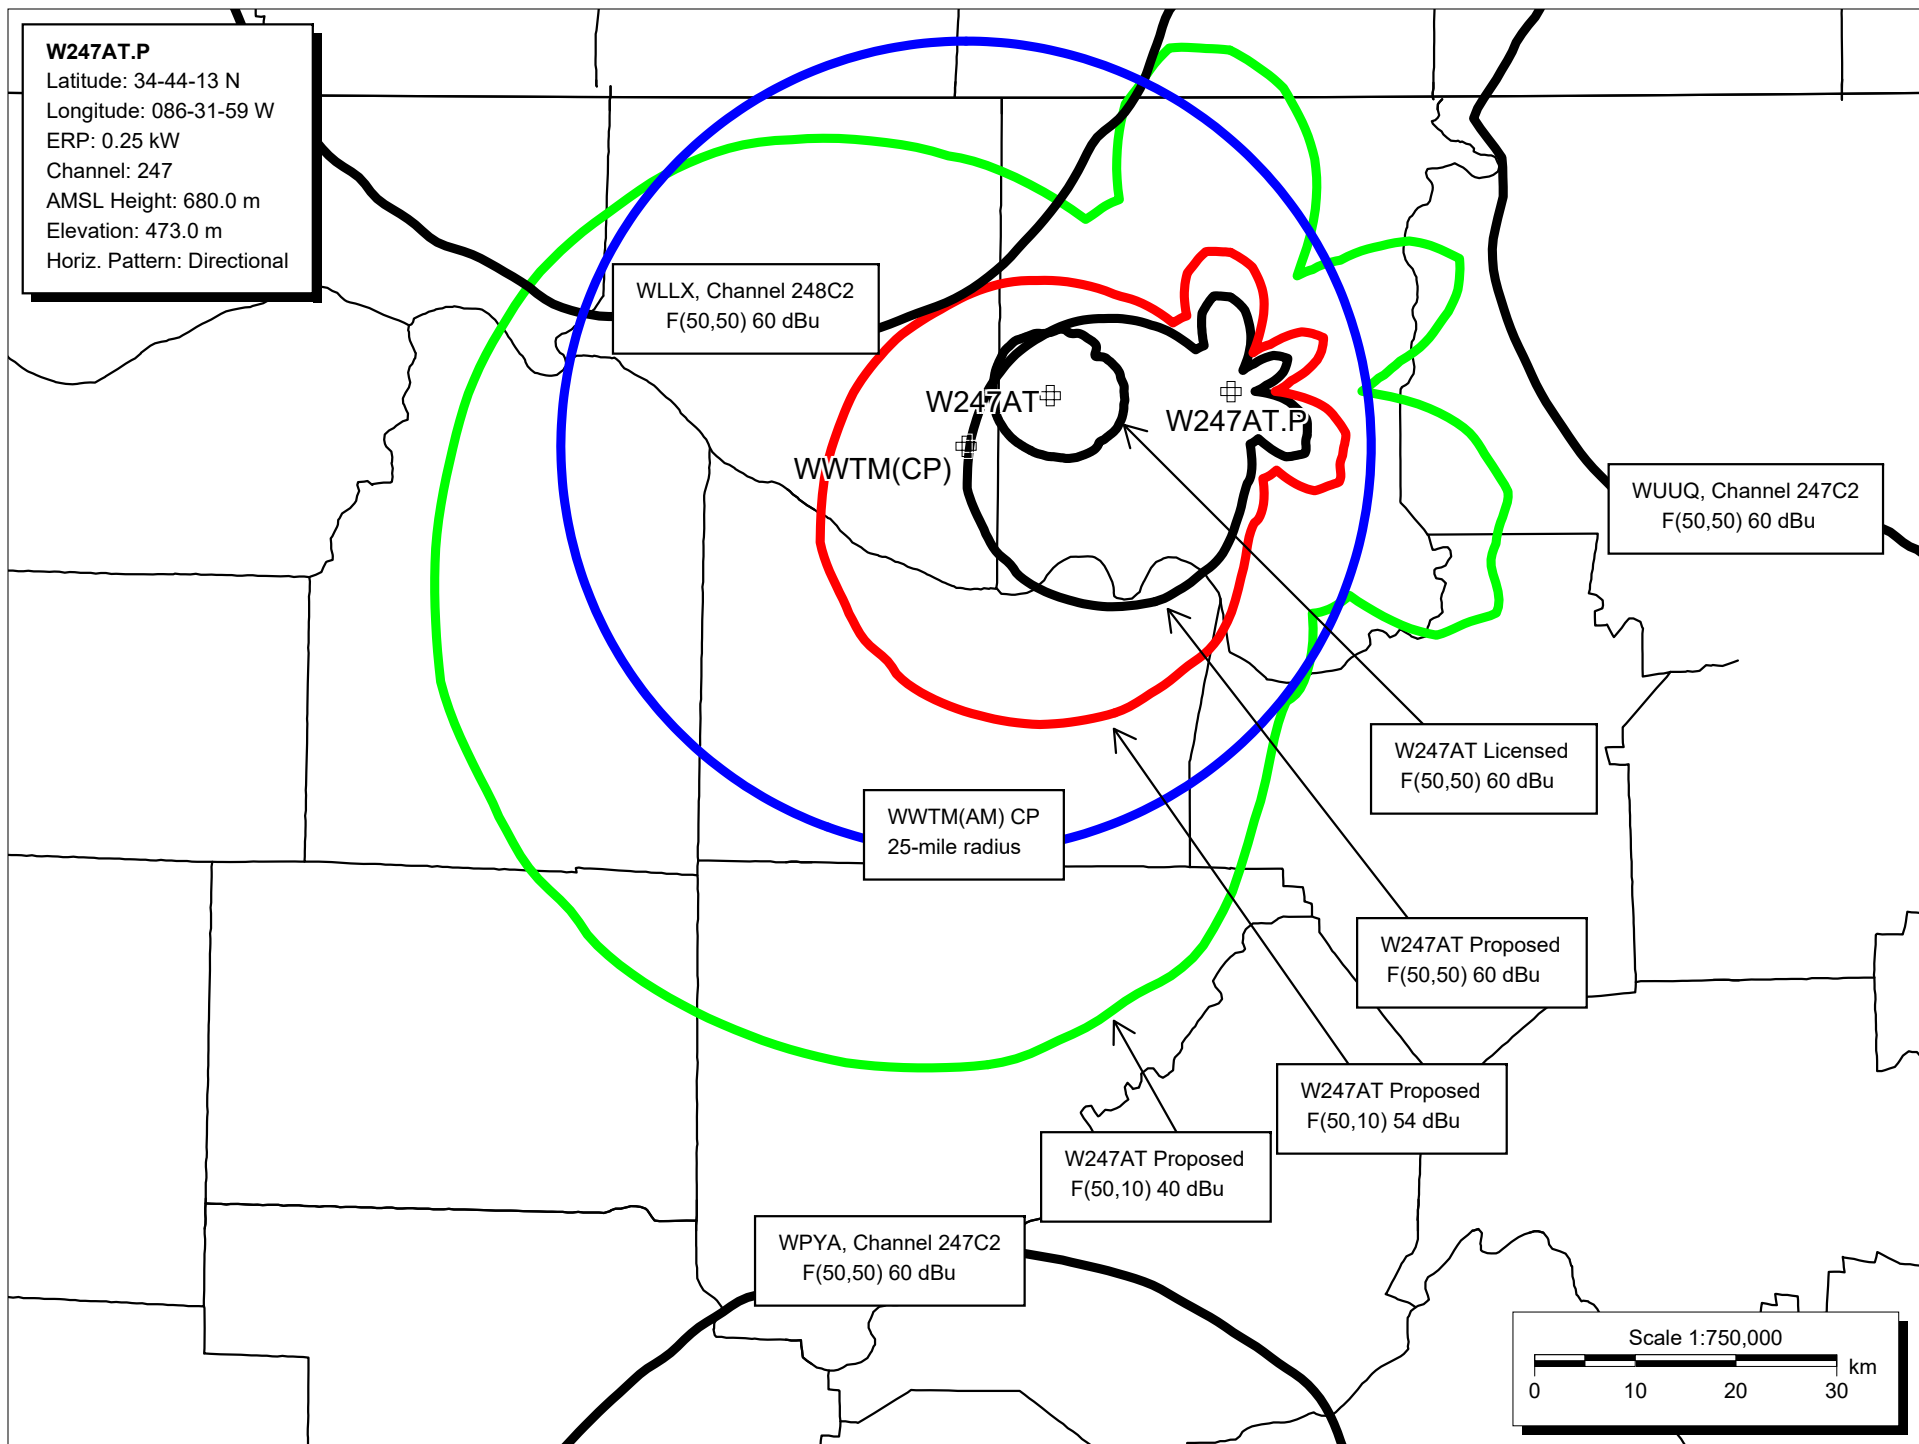 W247AT.P
Latitude: 34-44-13 N
Longitude: 086-31-59 W
ERP: 0.25 kW
Channel: 247
AMSL Height: 680.0 m
Elevation: 473.0 m
Horiz. Pattern: Directional
WLLX, Channel 248C2
F(50,50) 60 dBu
W247AT
W247AT.P
WWTM(CP)
WUUQ, Channel 247C2
F(50,50) 60 dBu
W247AT Licensed
F(50,50) 60 dBu
WWTM(AM) CP
25-mile radius
W247AT Proposed
F(50,50) 60 dBu
W247AT Proposed
F(50,10) 54 dBu
W247AT Proposed
F(50,10) 40 dBu
WPYA, Channel 247C2
F(50,50) 60 dBu
Scale 1:750,000
km
0 10 20 30